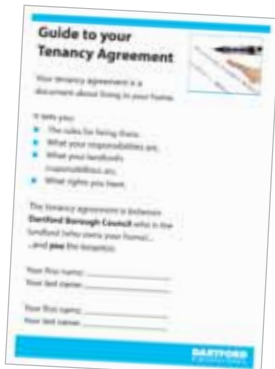 Guide to your
Tenancy Agreement
Your tenancy agreement is a
document about living in your home.
It tells you:
The rules for living there.
What your responsibilities are.
What your landlord's
responsibilities are.
What rights you have.
The tenancy agreement is between
Dartford Borough Council who is the
landlord (who owns your home)...
...and you the tenant(s).
Your first name:
Your last name:
Your first name:
Your last name:
DARTFORD